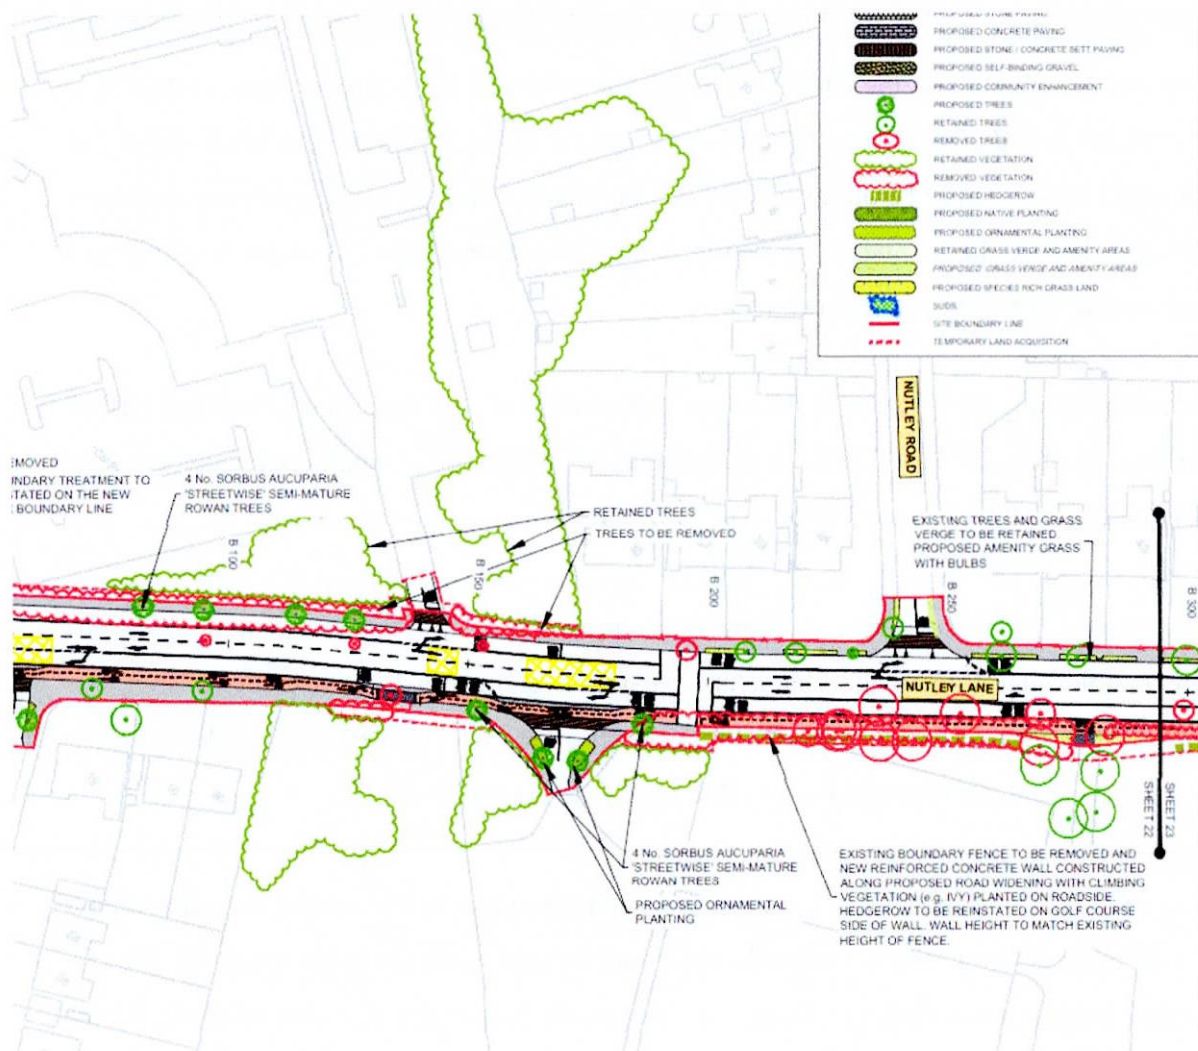 PROPOSED STONE PAVING
PROPOSED CONCRETE PAVING
PROPOSED STONE / CONCRETE SETT PAVING
PROPOSED SELF-BINDING GRAVEL
PROPOSED COMMUNITY ENHANCEMENT
PROPOSED TREES
RETAINED TREES
REMOVED TREES
RETAINED VEGETATION
REMOVED VEGETATION
PROPOSED HEDGEROW
PROPOSED NATIVE PLANTING
PROPOSED ORNAMENTAL PLANTING
RETAINED GRASS VERGE AND AMENITY AREAS
PROPOSED GRASS VERGE AND AMENITY AREAS
PROPOSED SPECIES RICH GRASS LAND
SUDS
SITE BOUNDARY LINE
TEMPORARY LAND ACQUISITION
NUTLEY ROAD
EMOVED
INDARY TREATMENT TO
STATED ON THE NEW
BOUNDARY LINE
4 No. SORBUS AUCUPARIA
'STREETWISE' SEMI-MATURE
ROWAN TREES
RETAINED TREES
TREES TO BE REMOVED
EXISTING TREES AND GRASS
VERGE TO BE RETAINED
PROPOSED AMENITY GRASS
WITH BULBS
B 100
B 150
B 200
B 250
B 300
NUTLEY LANE
SHEET 23
SHEET 22
4 No. SORBUS AUCUPARIA
'STREETWISE' SEMI-MATURE
ROWAN TREES
PROPOSED ORNAMENTAL
PLANTING
EXISTING BOUNDARY FENCE TO BE REMOVED AND
NEW REINFORCED CONCRETE WALL CONSTRUCTED
ALONG PROPOSED ROAD WIDENING WITH CLIMBING
VEGETATION (e.g. IVY) PLANTED ON ROADSIDE.
HEDGEROW TO BE REINSTATED ON GOLF COURSE
SIDE OF WALL. WALL HEIGHT TO MATCH EXISTING
HEIGHT OF FENCE.